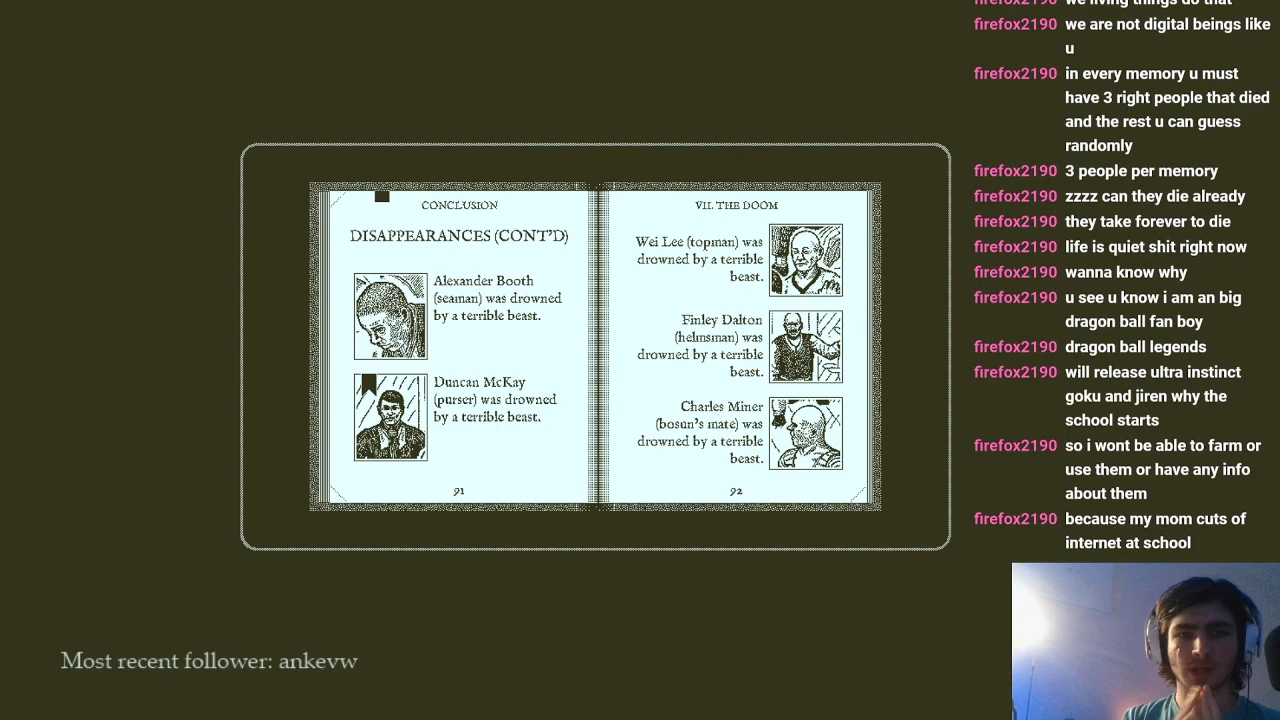 CONCLUSION
DISAPPEARANCES (CONT'D)
Alexander Booth
(seaman) was drowned
by a terrible beast.
Duncan McKay
(purser) was drowned
by a terrible beast.
91
VII. THE DOOM
Wei Lee (topman) was
drowned by a terrible
beast.
Finley Dalton
(helmsman) was
drowned by a terrible
beast.
Charles Miner
(bosun's mate) was
drowned by a terrible
beast.
92
Most recent follower: ankevw
firefox2190 we living things do that
firefox2190 we are not digital beings like
u
firefox2190 in every memory u must
have 3 right people that died
and the rest u can guess
randomly
firefox2190 3 people per memory
firefox2190 zzzz can they die already
firefox2190 they take forever to die
firefox2190 life is quiet shit right now
firefox2190 wanna know why
firefox2190 u see u know i am an big
dragon ball fan boy
firefox2190 dragon ball legends
firefox2190 will release ultra instinct
goku and jiren why the
school starts
firefox2190 so i wont be able to farm or
use them or have any info
about them
firefox2190 because my mom cuts of
internet at school